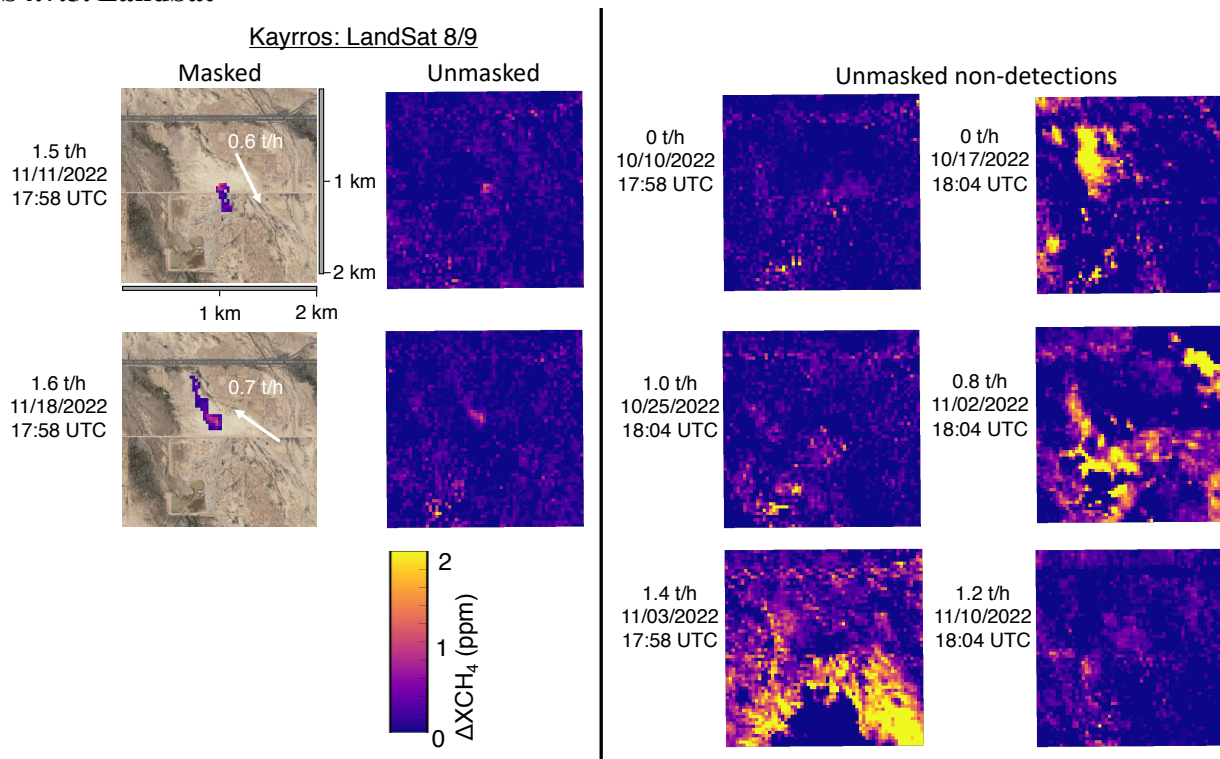 Kayrros: LandSat 8/9
Masked
Unmasked
1.5 t/h
11/11/2022
17:58 UTC
0.6 t/h
1 km
2 km
1 km
2 km
1.6 t/h
11/18/2022
17:58 UTC
0.7 t/h
2
1
0
ΔXCH₄ (ppm)
Unmasked non-detections
0 t/h
10/10/2022
17:58 UTC
0 t/h
10/17/2022
18:04 UTC
1.0 t/h
10/25/2022
18:04 UTC
0.8 t/h
11/02/2022
18:04 UTC
1.4 t/h
11/03/2022
17:58 UTC
1.2 t/h
11/10/2022
18:04 UTC